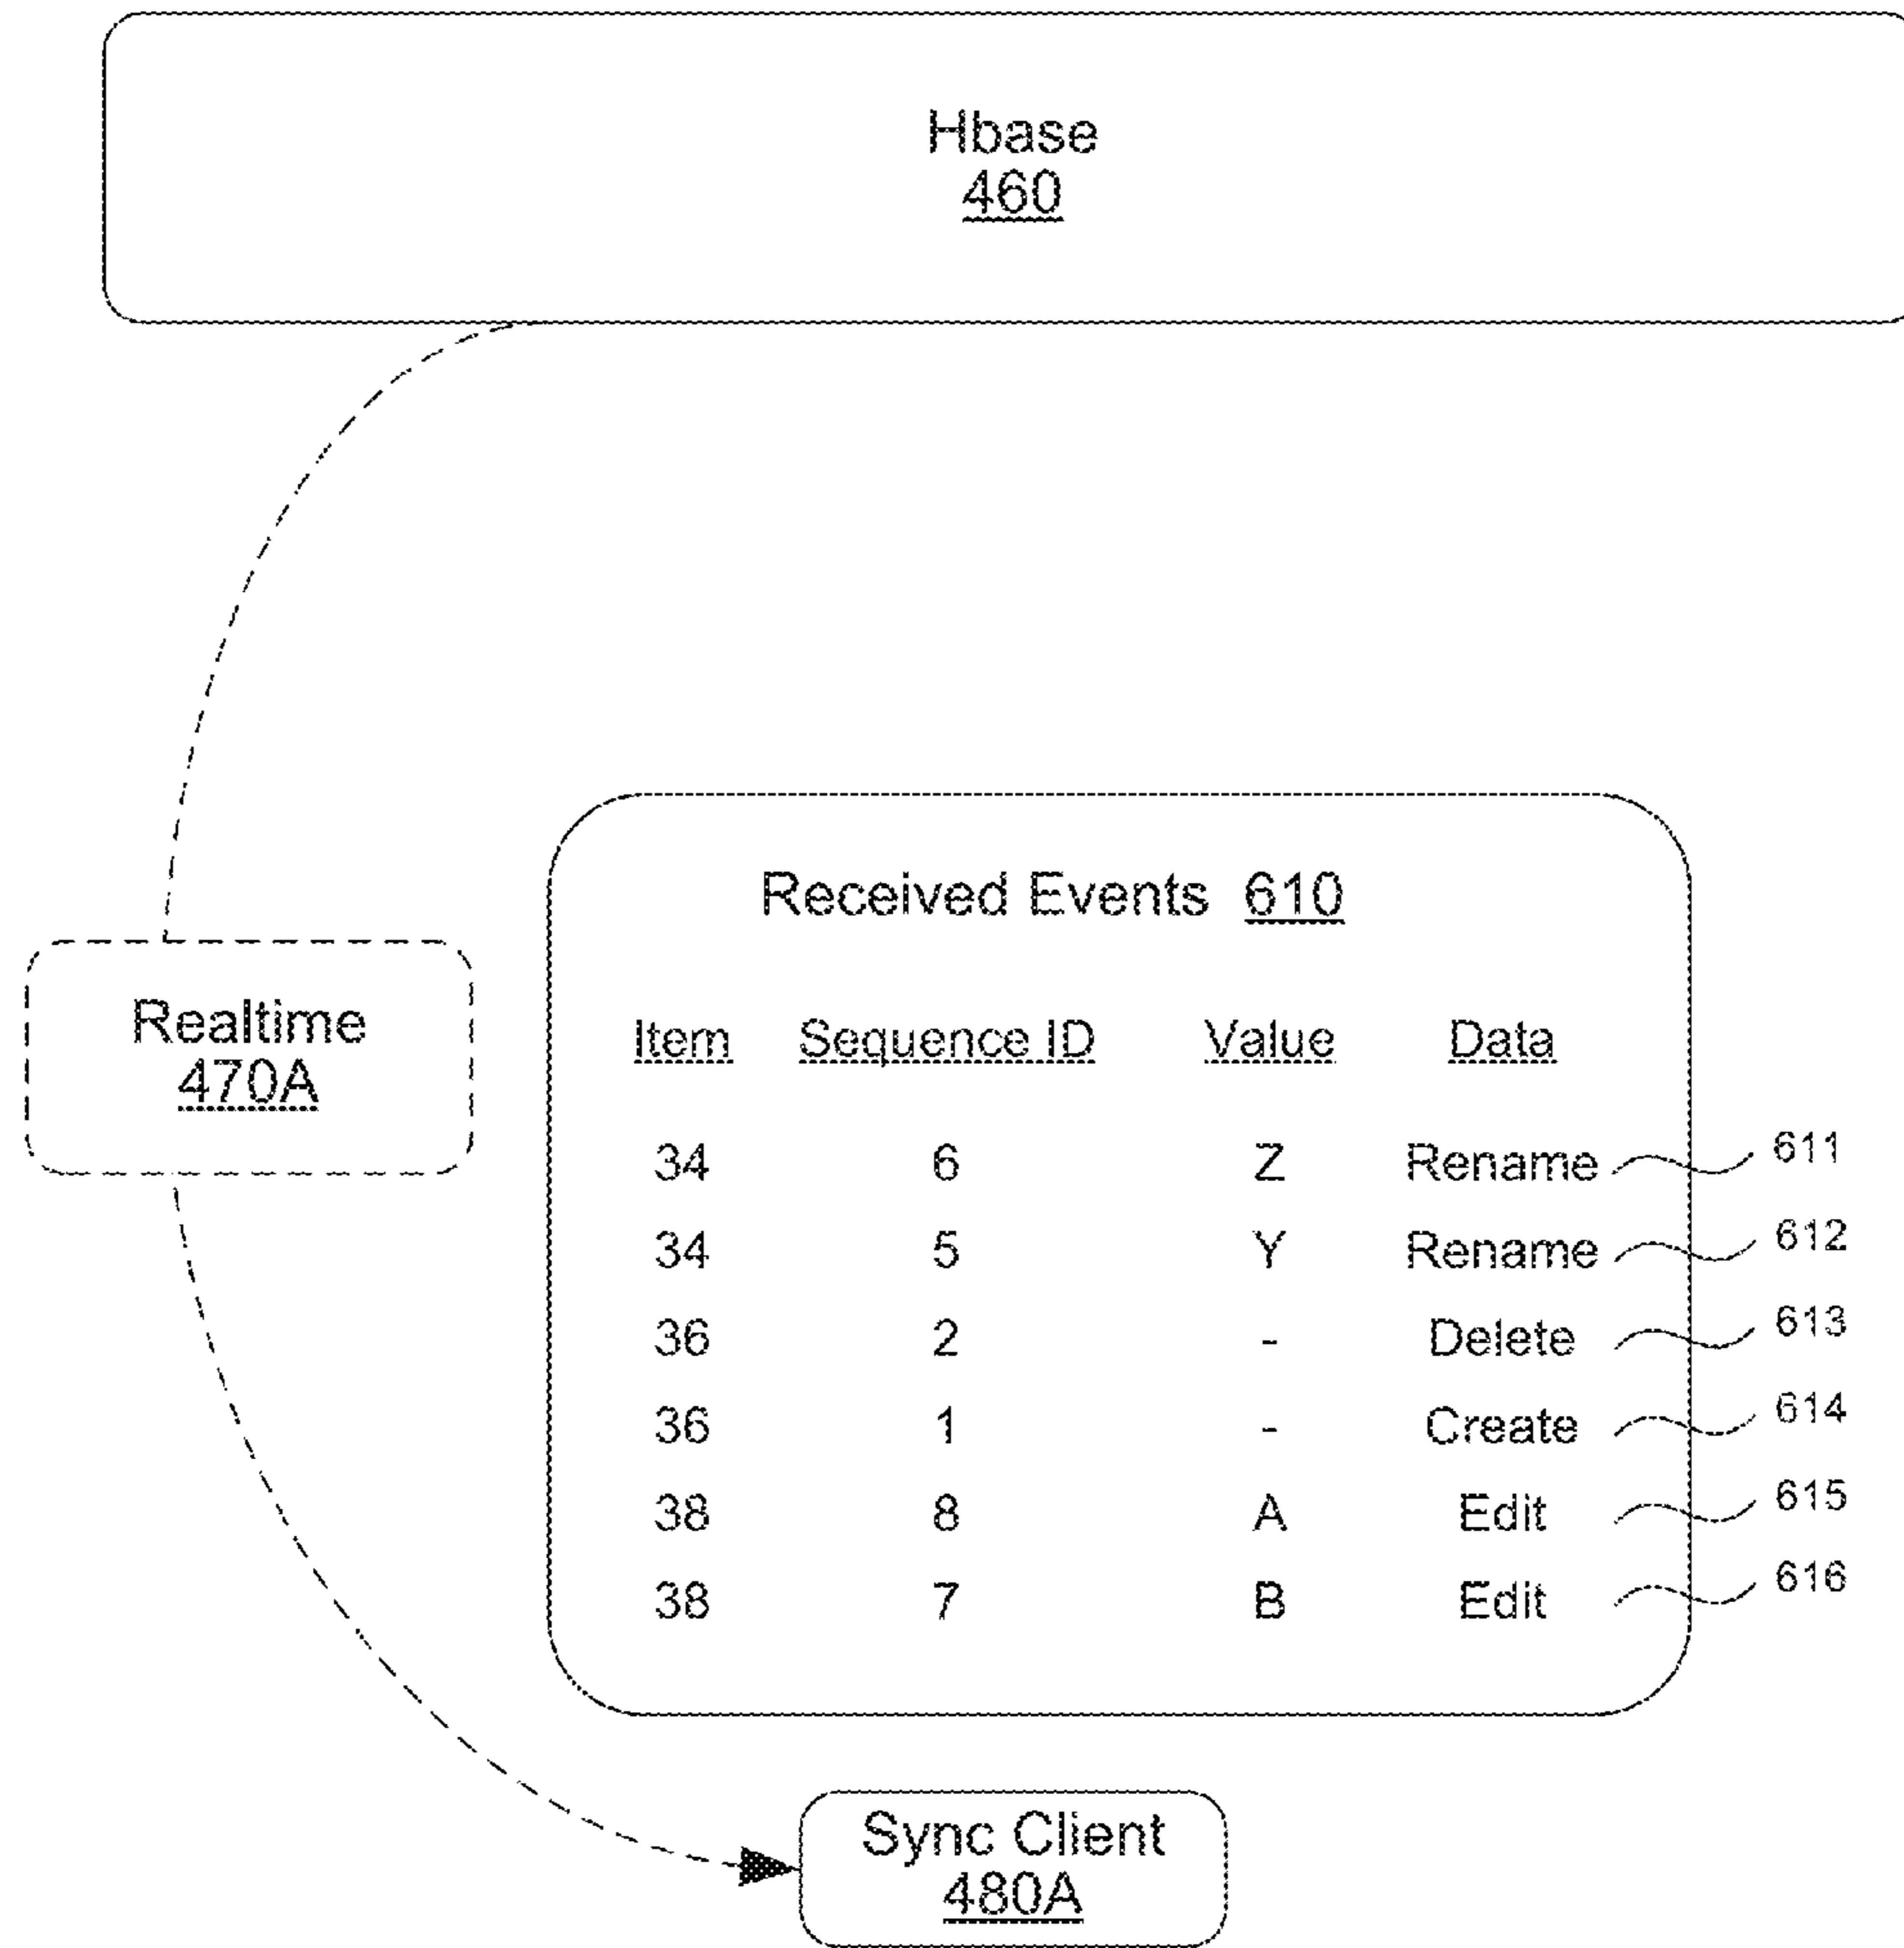 Hbase
460
Realtime
470A
Received Events 610
Item Sequence ID Value Data
34 6 Z Rename 611
34 5 Y Rename 612
36 2 - Delete 613
36 1 - Create 614
38 8 A Edit 615
38 7 B Edit 616
Sync Client
480A